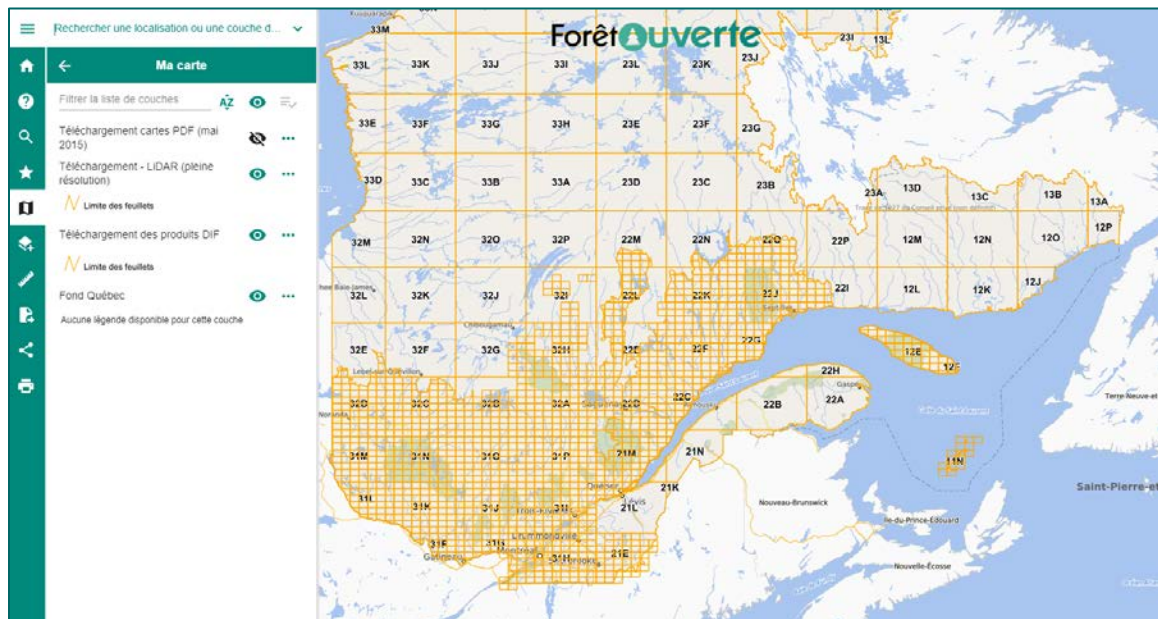 Rechercher une localisation ou une couche d...
Ma carte
Filtrer la liste de couches
AZ
Téléchargement cartes PDF (mai
2015)
Téléchargement - LiDAR (pleine
résolution)
Limite des feuillets
Téléchargement des produits DIF
Limite des feuillets
Fond Québec
Aucune légende disponible pour cette couche
ForêtOuverte
33M
23I 13L
33L 33K 33J 33I 23L 23K 23J
33E 33F 33G 33H 23E 23F 23G
33D 33C 33B 33A 23D 23C 23B 23A 13D 13C 13B 13A
32M 32N 32O 32P 22M 22N 22O 22P 12M 12N 12O 12P
32L 32K 32J 32I 22L 22K 22J 22I 12L 12K 12J
Chibougamau
32E 32F 32G 32H 22E 22F 22G 12E 12F
32D 32C 32B 32A 22D 22C 22B 22A 22H
Gaspé
31M 31N 31O 31P 21M 21N
11N
Terre-Neuve-et
Saint-Pierre-et
31L 31K 31J 31I 21L 21K
Québec
Lévis
Nouveau-Brunswick
Île-du-Prince-Édouard
31F 31G 31H 21E
Drummondville
Gatineau
Montréal
Nouvelle-Écosse